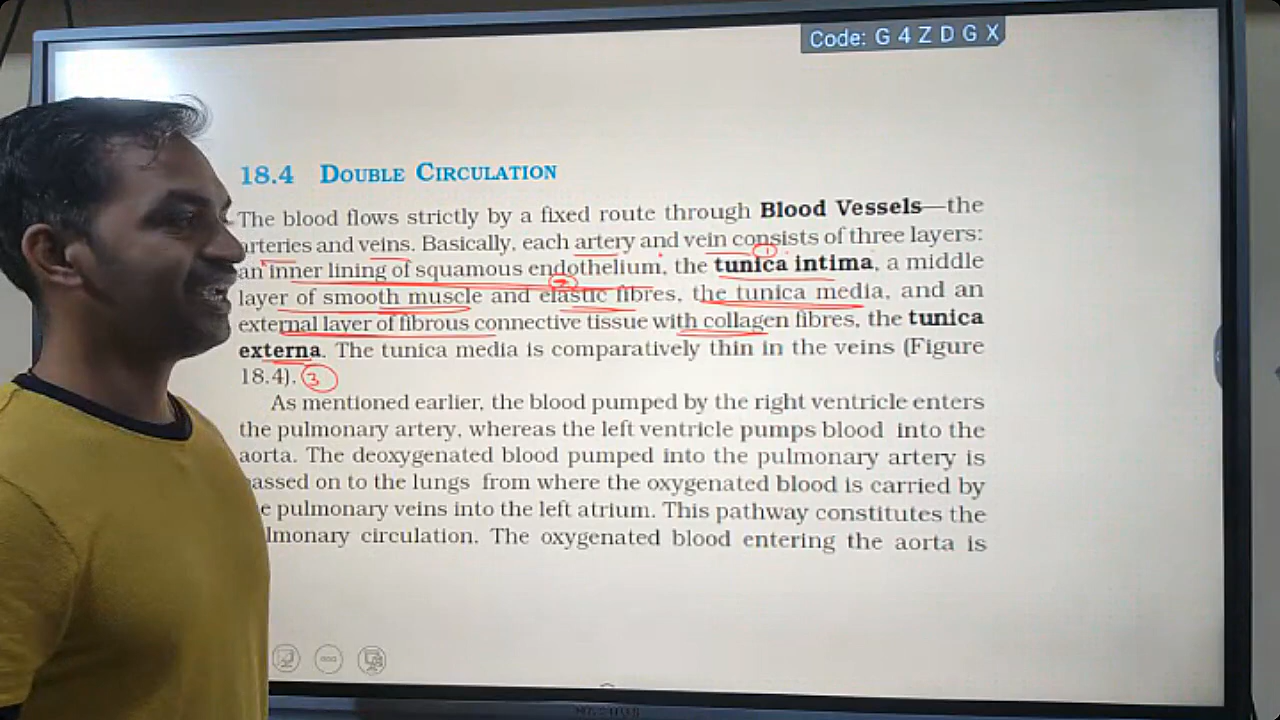 Code: G 4 Z D G X
18.4 DOUBLE CIRCULATION
The blood flows strictly by a fixed route through Blood Vessels—the
arteries and veins. Basically, each artery and vein consists of three layers:
an inner lining of squamous endothelium, the tunica intima, a middle
layer of smooth muscle and elastic fibres, the tunica media, and an
external layer of fibrous connective tissue with collagen fibres, the tunica
externa. The tunica media is comparatively thin in the veins (Figure
18.4).
1
2
3
As mentioned earlier, the blood pumped by the right ventricle enters
the pulmonary artery, whereas the left ventricle pumps blood into the
aorta. The deoxygenated blood pumped into the pulmonary artery is
passed on to the lungs from where the oxygenated blood is carried by
the pulmonary veins into the left atrium. This pathway constitutes the
pulmonary circulation. The oxygenated blood entering the aorta is